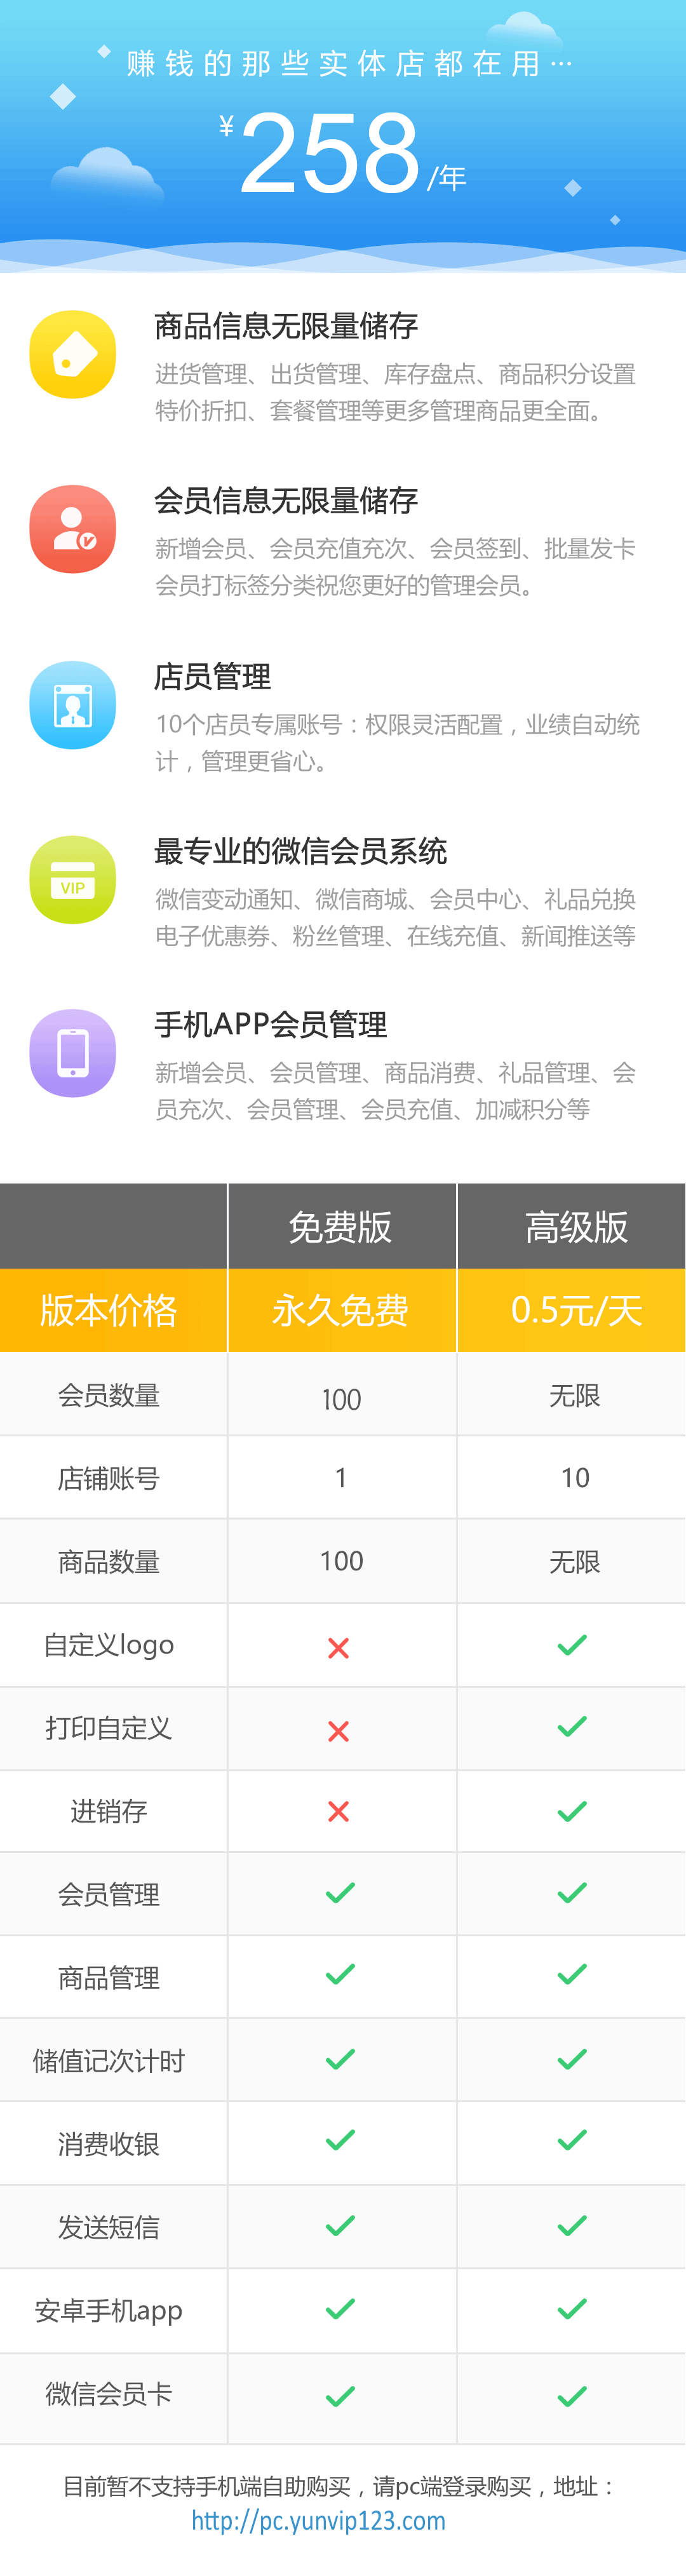 赚钱的那些实体店都在用…
¥258/年
商品信息无限量储存
进货管理、出货管理、库存盘点、商品积分设置
特价折扣、套餐管理等更多管理商品更全面。
会员信息无限量储存
新增会员、会员充值充次、会员签到、批量发卡
会员打标签分类祝您更好的管理会员。
店员管理
10个店员专属账号：权限灵活配置，业绩自动统
计，管理更省心。
VIP
最专业的微信会员系统
微信变动通知、微信商城、会员中心、礼品兑换
电子优惠券、粉丝管理、在线充值、新闻推送等
手机APP会员管理
新增会员、会员管理、商品消费、礼品管理、会
员充次、会员管理、会员充值、加减积分等
免费版 高级版
版本价格 永久免费 0.5元/天
会员数量 100 无限
店铺账号 1 10
商品数量 100 无限
自定义logo
打印自定义
进销存
会员管理
商品管理
储值记次计时
消费收银
发送短信
安卓手机app
微信会员卡
目前暂不支持手机端自助购买，请pc端登录购买，地址：
http://pc.yunvip123.com